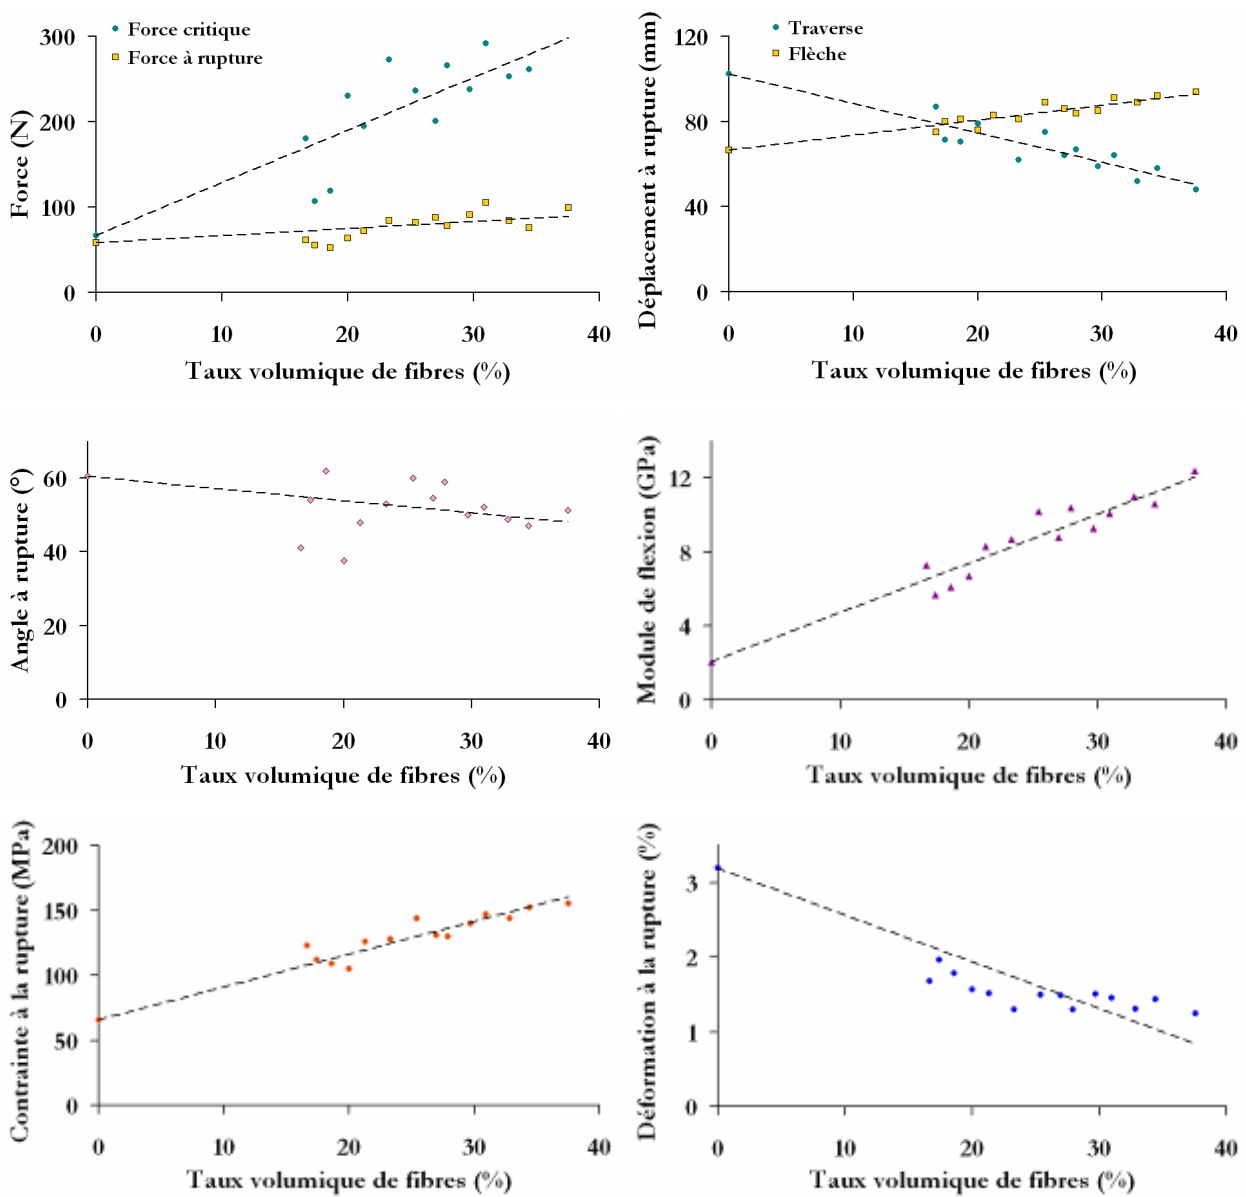 Force critique
Force à rupture
Force (N)
300
200
100
0
0 10 20 30 40
Taux volumique de fibres (%)
Traverse
Flèche
Déplacement à rupture (mm)
120
80
40
0
0 10 20 30 40
Taux volumique de fibres (%)
Angle à rupture (°)
60
40
20
0
0 10 20 30 40
Taux volumique de fibres (%)
Module de flexion (GPa)
12
8
4
0
0 10 20 30 40
Taux volumique de fibres (%)
Contrainte à la rupture (MPa)
200
150
100
50
0
0 10 20 30 40
Taux volumique de fibres (%)
Déformation à la rupture (%)
3
2
1
0
0 10 20 30 40
Taux volumique de fibres (%)